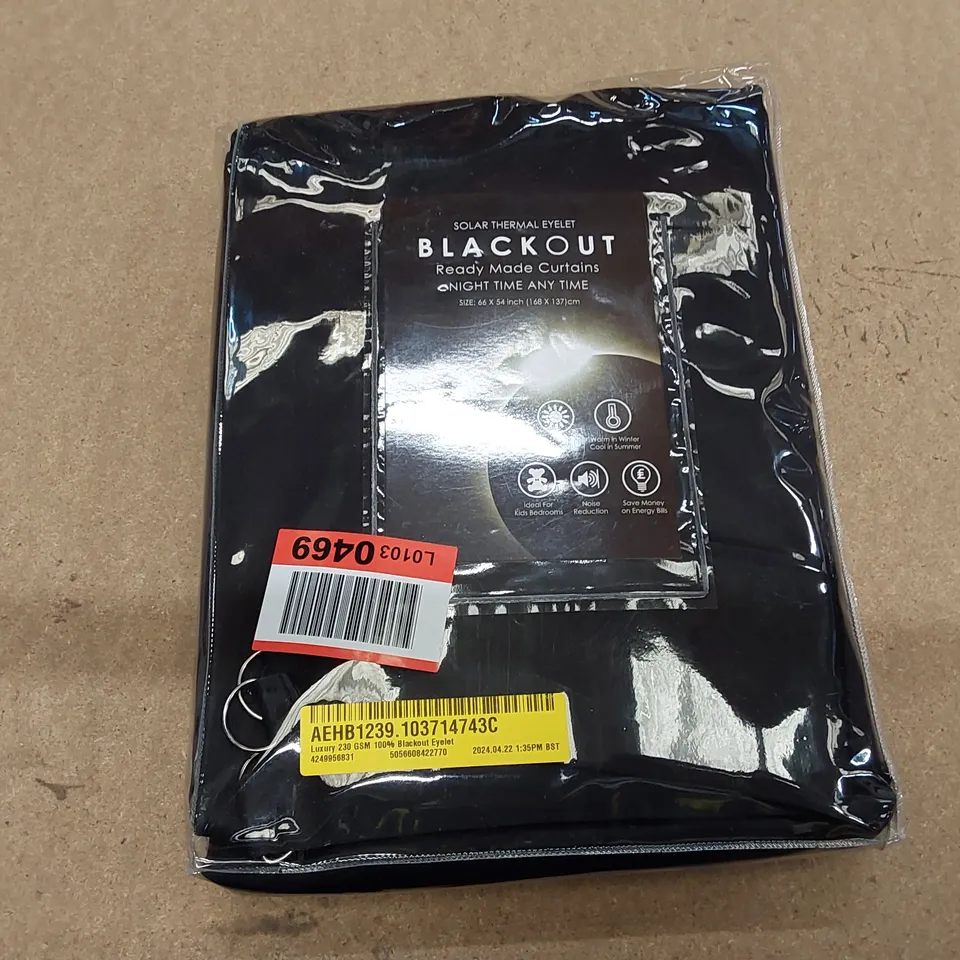 SOLAR THERMAL EYELET
BLACKOUT
Ready Made Curtains
NIGHT TIME ANY TIME
SIZE: 66 X 54 inch (168 X 137)cm
Warm in Winter
Cool in Summer
Ideal For
Kids Bedrooms
Noise
Reduction
£
Save Money
on Energy Bills
L0103 0469
AEHB1239.103714743C
Luxury 230 GSM 100% Blackout Eyelet
4249956831 5056608422770 2024.04.22 1:35PM BST